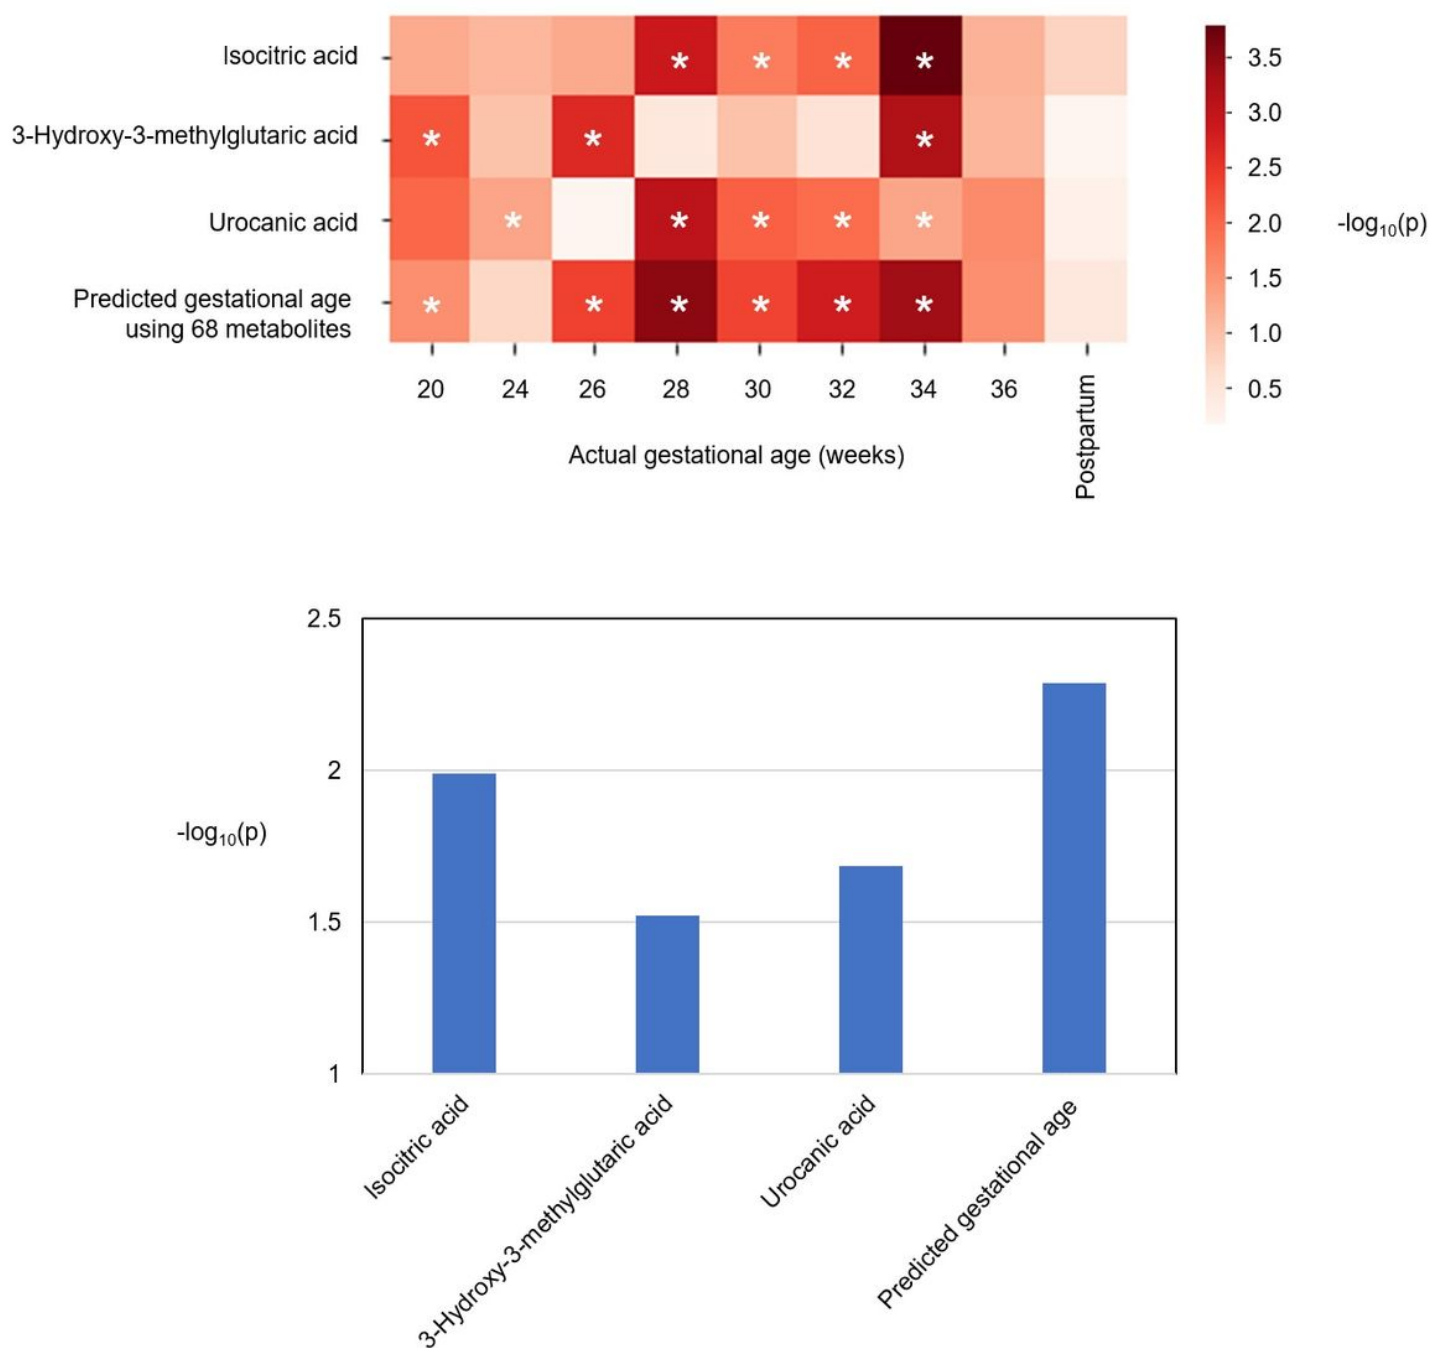 Isocitric acid
3-Hydroxy-3-methylglutaric acid
Urocanic acid
Predicted gestational age
using 68 metabolites
* * * *
* * *
* * * * *
* * * * * *
20 24 26 28 30 32 34 36 Postpartum
Actual gestational age (weeks)
3.5
3.0
2.5
2.0
1.5
1.0
0.5
-log₁₀(p)
2.5
2
1.5
1
-log₁₀(p)
Isocitric acid
3-Hydroxy-3-methylglutaric acid
Urocanic acid
Predicted gestational age